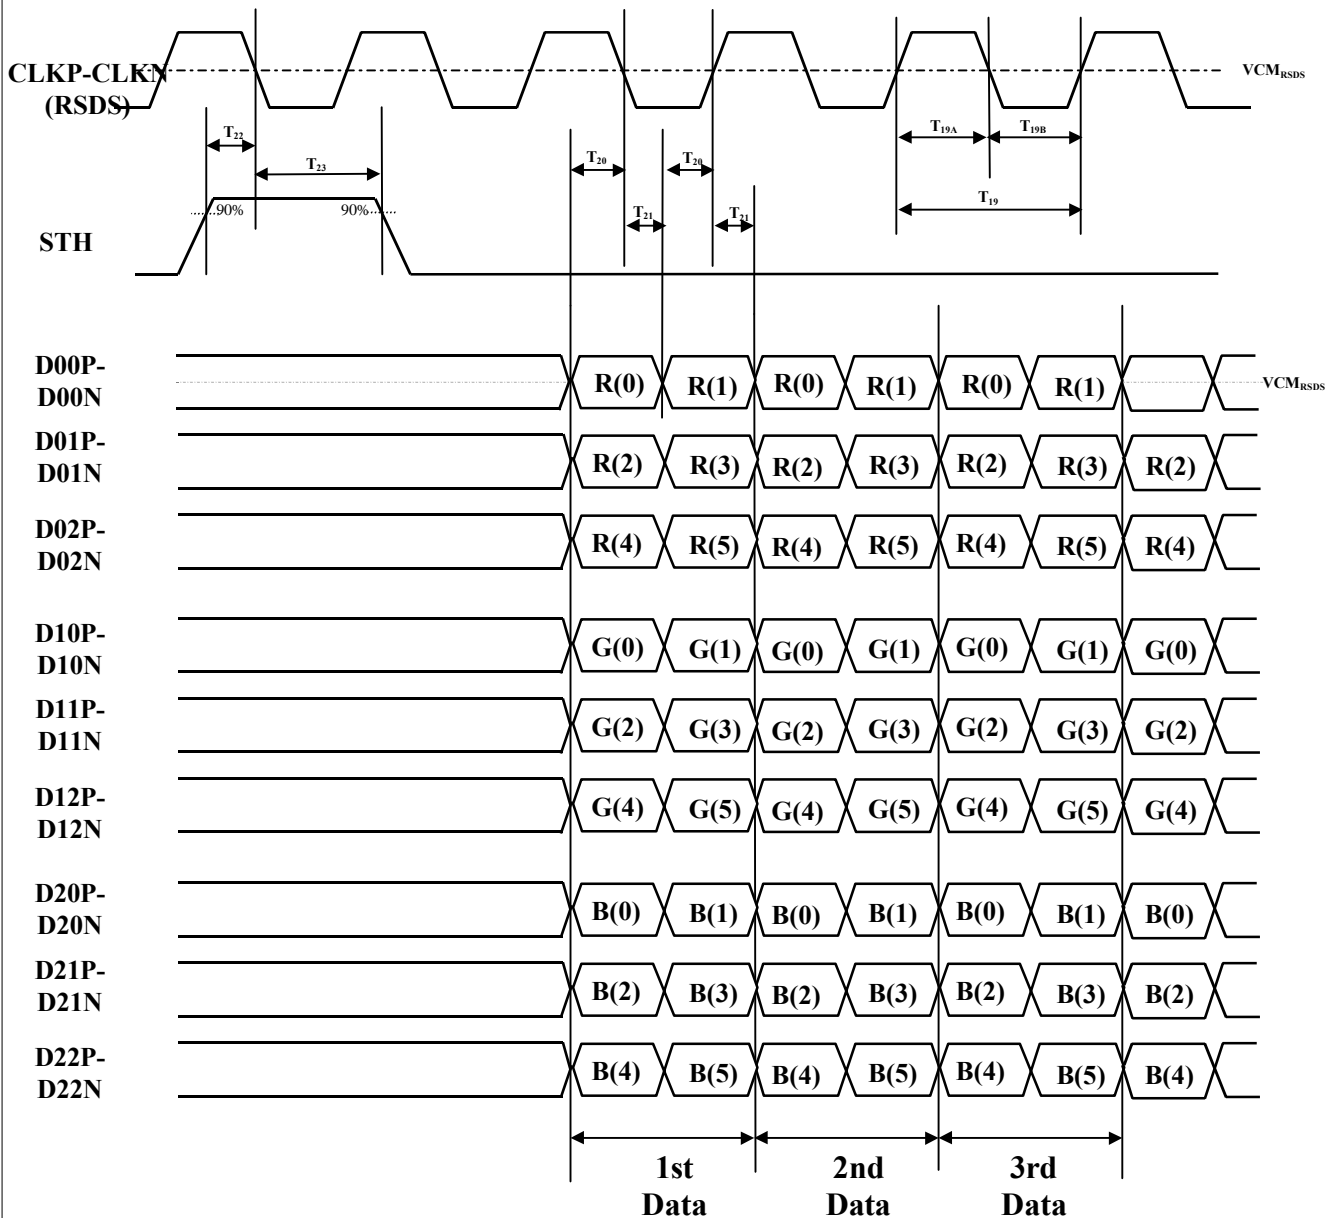 CLKP-CLKN
(RSDS)
VCM RSDS
T22
T23
T20
T20
T21
T21
T19A
T19B
T19
90%
90%
STH
D00P-
D00N
R(0) R(1) R(0) R(1) R(0) R(1)
VCM RSDS
D01P-
D01N
R(2) R(3) R(2) R(3) R(2) R(3) R(2)
D02P-
D02N
R(4) R(5) R(4) R(5) R(4) R(5) R(4)
D10P-
D10N
G(0) G(1) G(0) G(1) G(0) G(1) G(0)
D11P-
D11N
G(2) G(3) G(2) G(3) G(2) G(3) G(2)
D12P-
D12N
G(4) G(5) G(4) G(5) G(4) G(5) G(4)
D20P-
D20N
B(0) B(1) B(0) B(1) B(0) B(1) B(0)
D21P-
D21N
B(2) B(3) B(2) B(3) B(2) B(3) B(2)
D22P-
D22N
B(4) B(5) B(4) B(5) B(4) B(5) B(4)
1st
Data
2nd
Data
3rd
Data